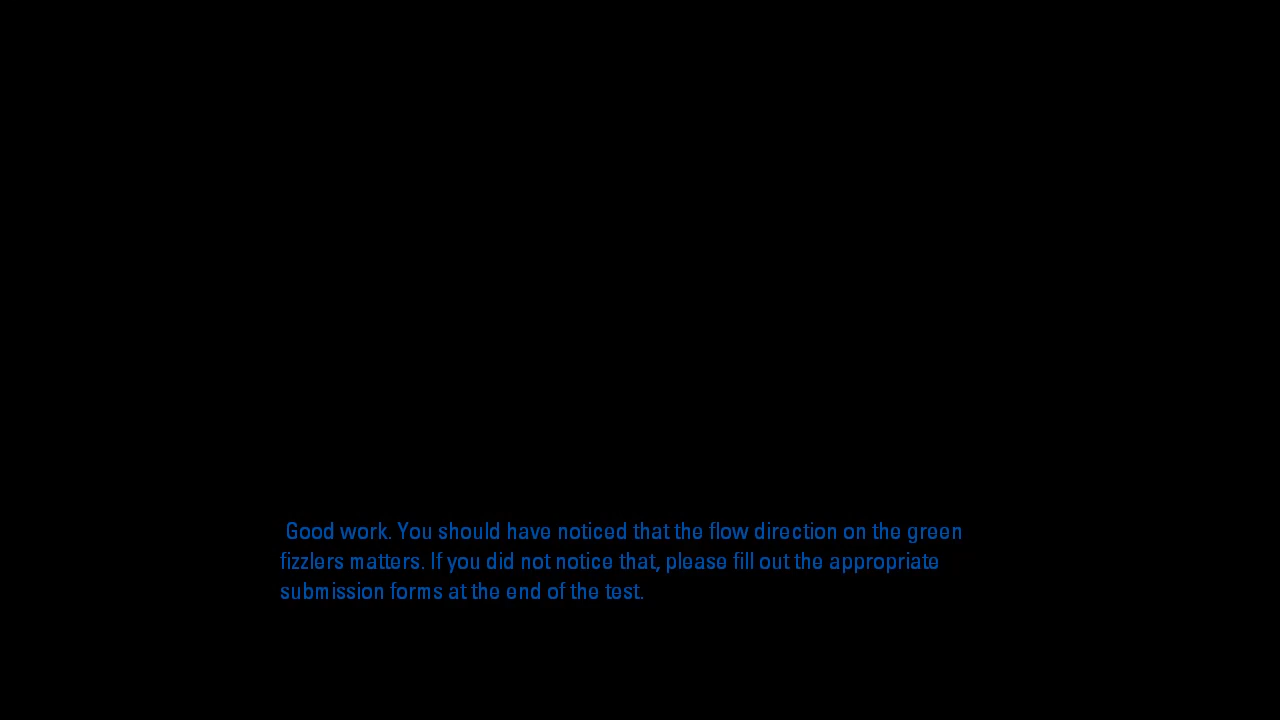 Good work. You should have noticed that the flow direction on the green
fizzlers matters. If you did not notice that, please fill out the appropriate
submission forms at the end of the test.